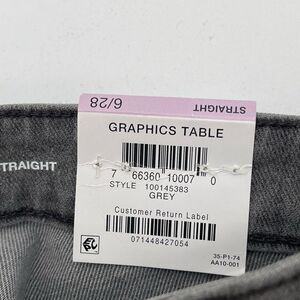 6/28
STRAIGHT
GRAPHICS TABLE
TRAIGHT
7 66360 10007 0
STYLE 100145383
GREY
Customer Return Label
071448427054
35-P1-74
AA10-001